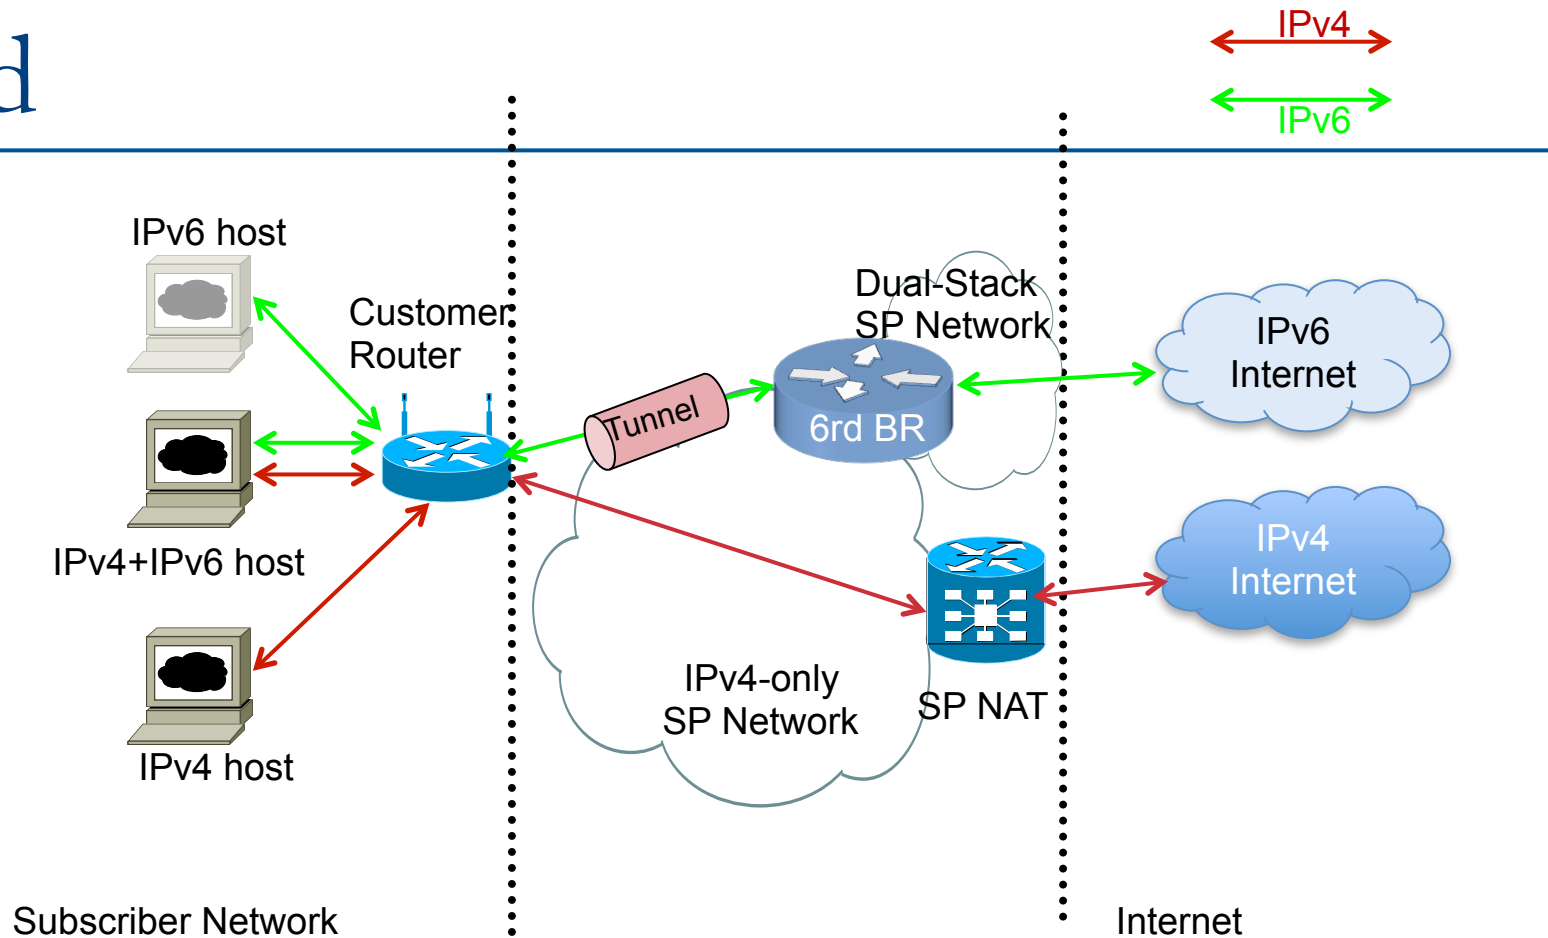 d
IPv4
IPv6
IPv6 host
Customer
Router
Dual-Stack
SP Network
IPv6
Internet
Tunnel
6rd BR
IPv4+IPv6 host
IPv4
Internet
IPv4-only
SP Network
SP NAT
IPv4 host
Subscriber Network
Internet